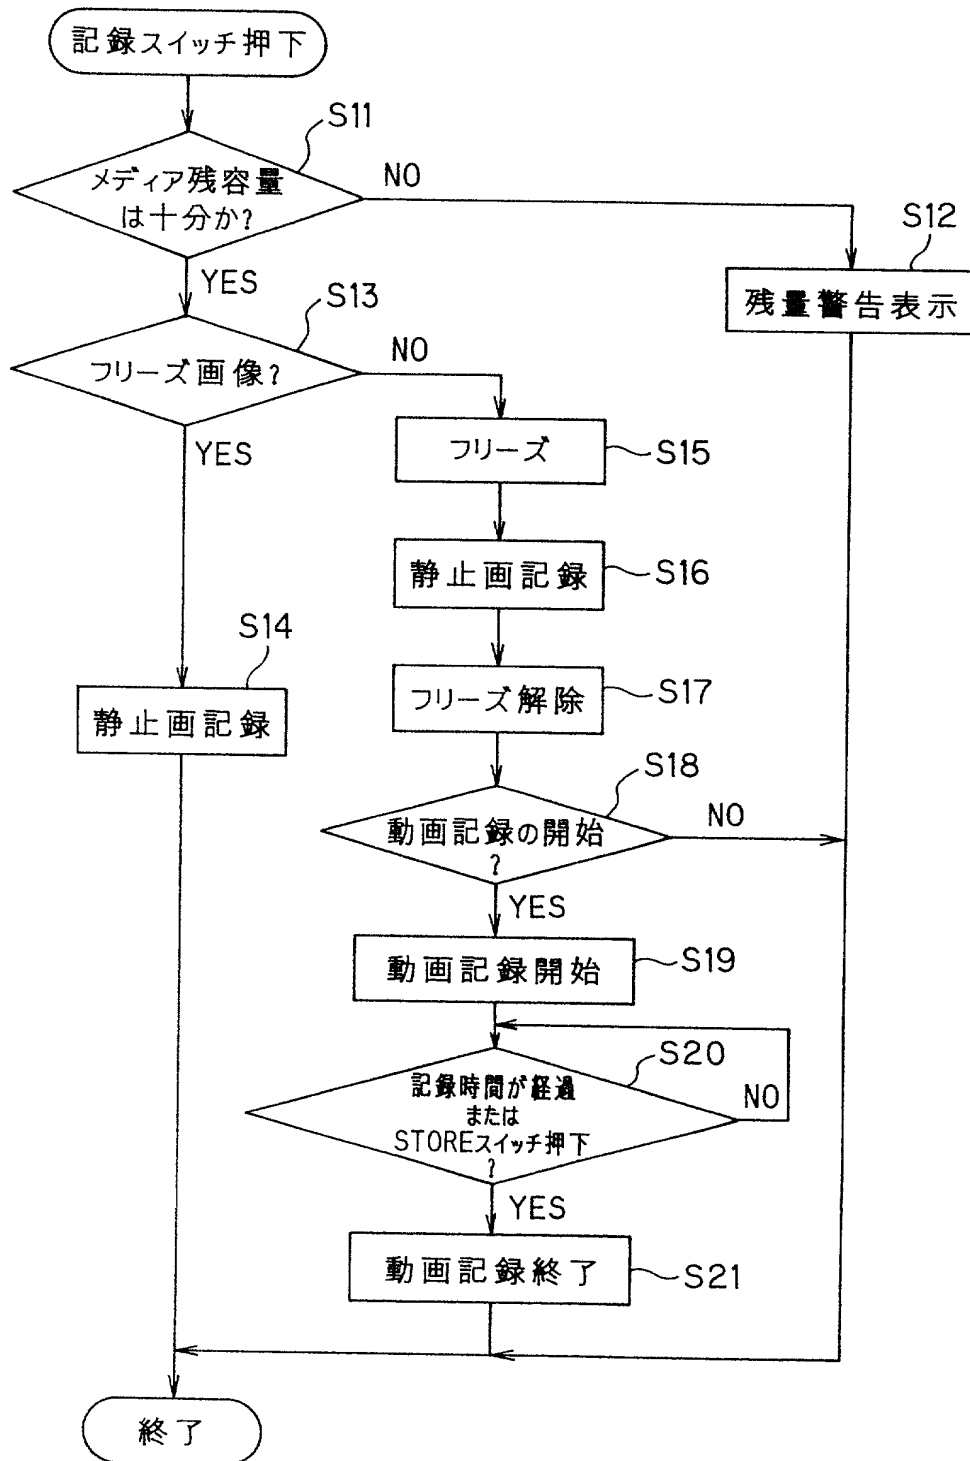 記録スイッチ押下
S11
メディア残容量
は十分か?
NO
S12
残量警告表示
YES
S13
フリーズ画像?
NO
YES
フリーズ
S15
静止画記録
S16
S14
静止画記録
フリーズ解除
S17
S18
動画記録の開始
?
NO
YES
動画記録開始
S19
S20
記録時間が経過
または
STOREスイッチ押下
?
NO
YES
動画記録終了
S21
終了